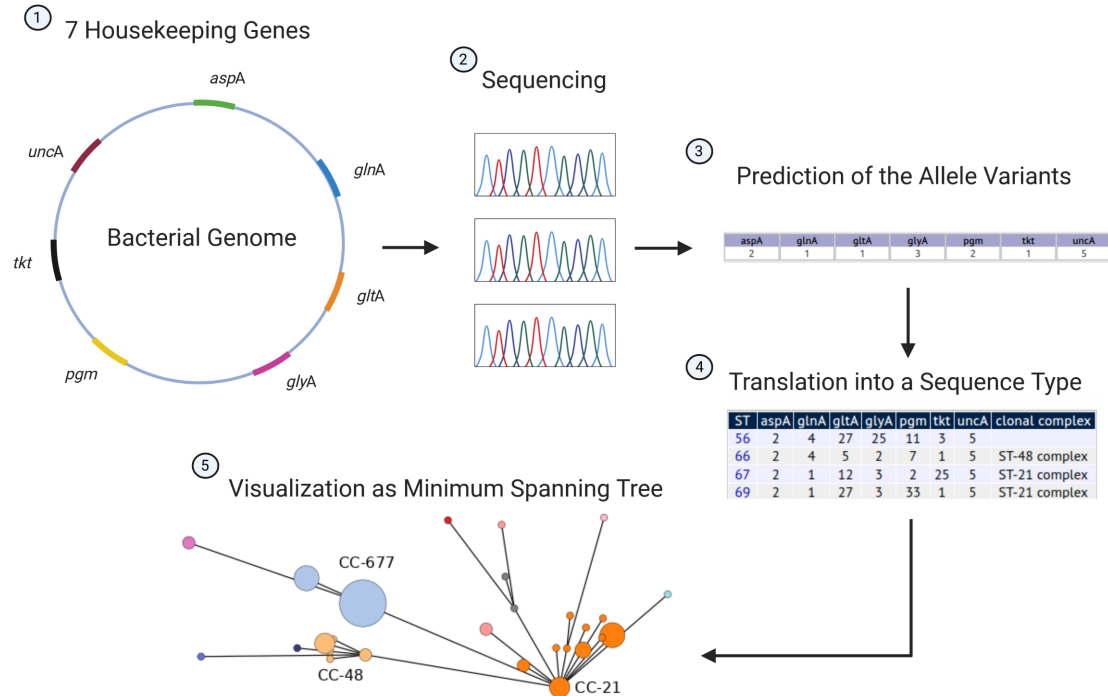 1 7 Housekeeping Genes
aspA
uncA
glnA
Bacterial Genome
tkt
gltA
pgm
glyA
2 Sequencing
3 Prediction of the Allele Variants
aspA glnA gltA glyA pgm tkt uncA
2 1 1 3 2 1 5
4 Translation into a Sequence Type
ST aspA glnA gltA glyA pgm tkt uncA clonal complex
56 2 4 27 25 11 3 5
66 2 4 5 2 7 1 5 ST-48 complex
67 2 1 12 3 2 25 5 ST-21 complex
69 2 1 27 3 33 1 5 ST-21 complex
5 Visualization as Minimum Spanning Tree
CC-677
CC-48
CC-21